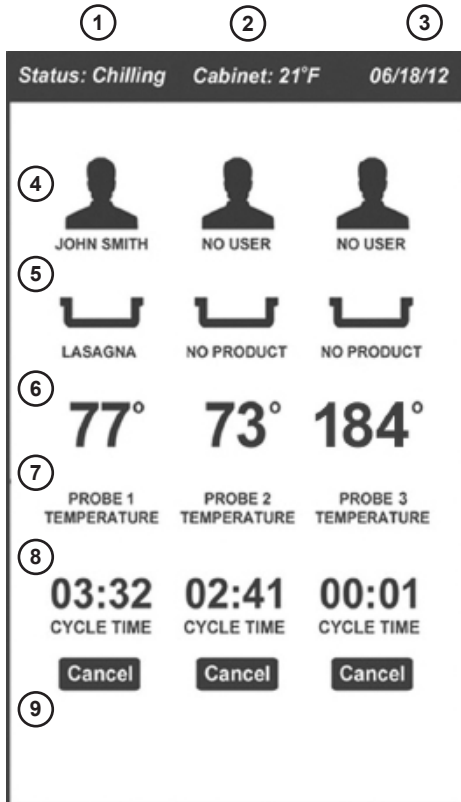 1 2 3
Status: Chilling Cabinet: 21°F 06/18/12
4
JOHN SMITH NO USER NO USER
5
LASAGNA NO PRODUCT NO PRODUCT
6
77° 73° 184°
7
PROBE 1 PROBE 2 PROBE 3
TEMPERATURE TEMPERATURE TEMPERATURE
8
03:32 02:41 00:01
CYCLE TIME CYCLE TIME CYCLE TIME
Cancel Cancel Cancel
9